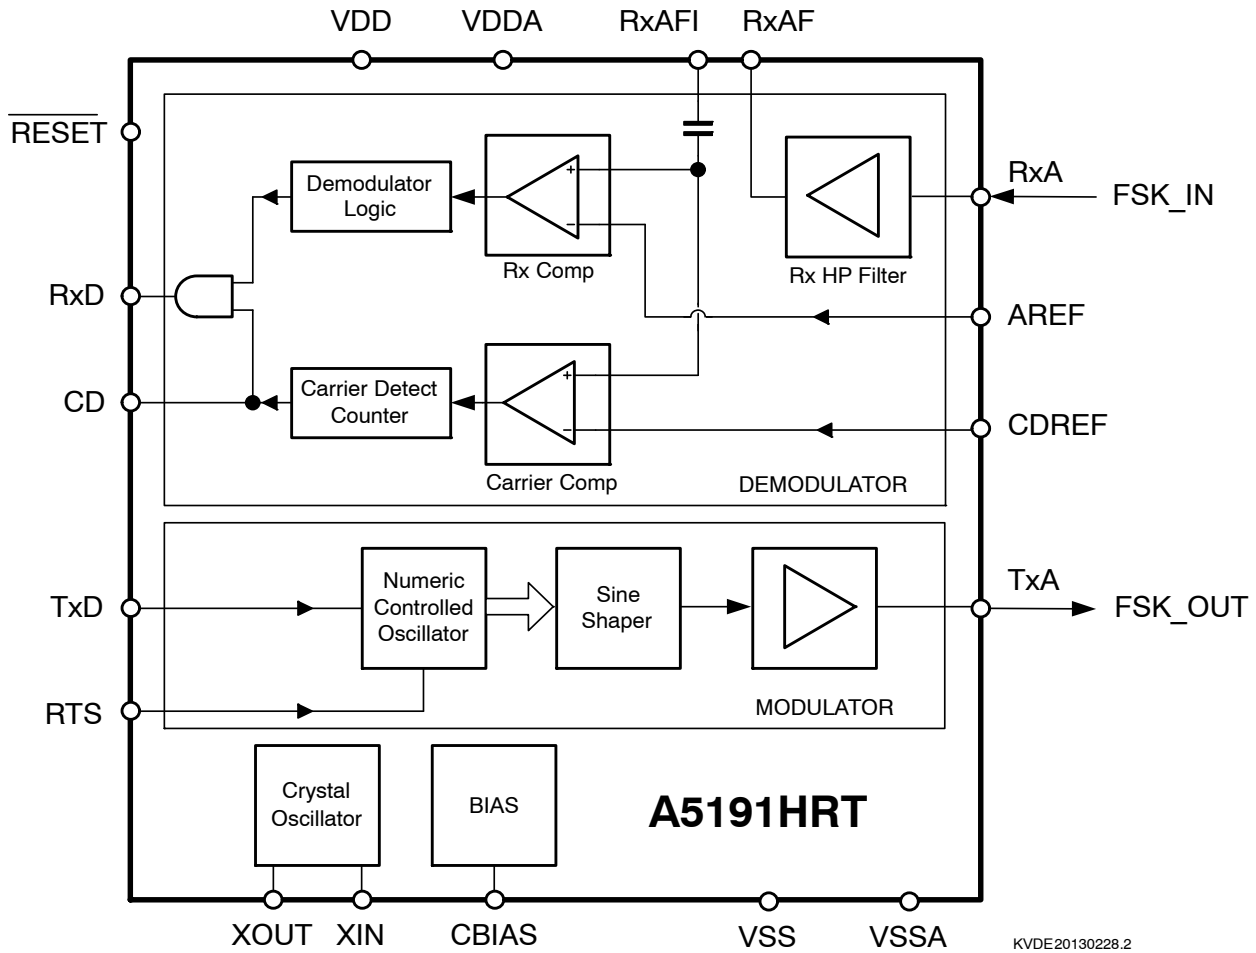 VDD
VDDA
RxAFI
RxAF
RESET
Demodulator
Logic
+
−
Rx Comp
Rx HP Filter
RxA
FSK_IN
RxD
AREF
CD
Carrier Detect
Counter
+
−
Carrier Comp
CDREF
DEMODULATOR
TxD
Numeric
Controlled
Oscillator
Sine
Shaper
TxA
FSK_OUT
RTS
MODULATOR
Crystal
Oscillator
BIAS
A5191HRT
XOUT
XIN
CBIAS
VSS
VSSA
KVDE20130228.2